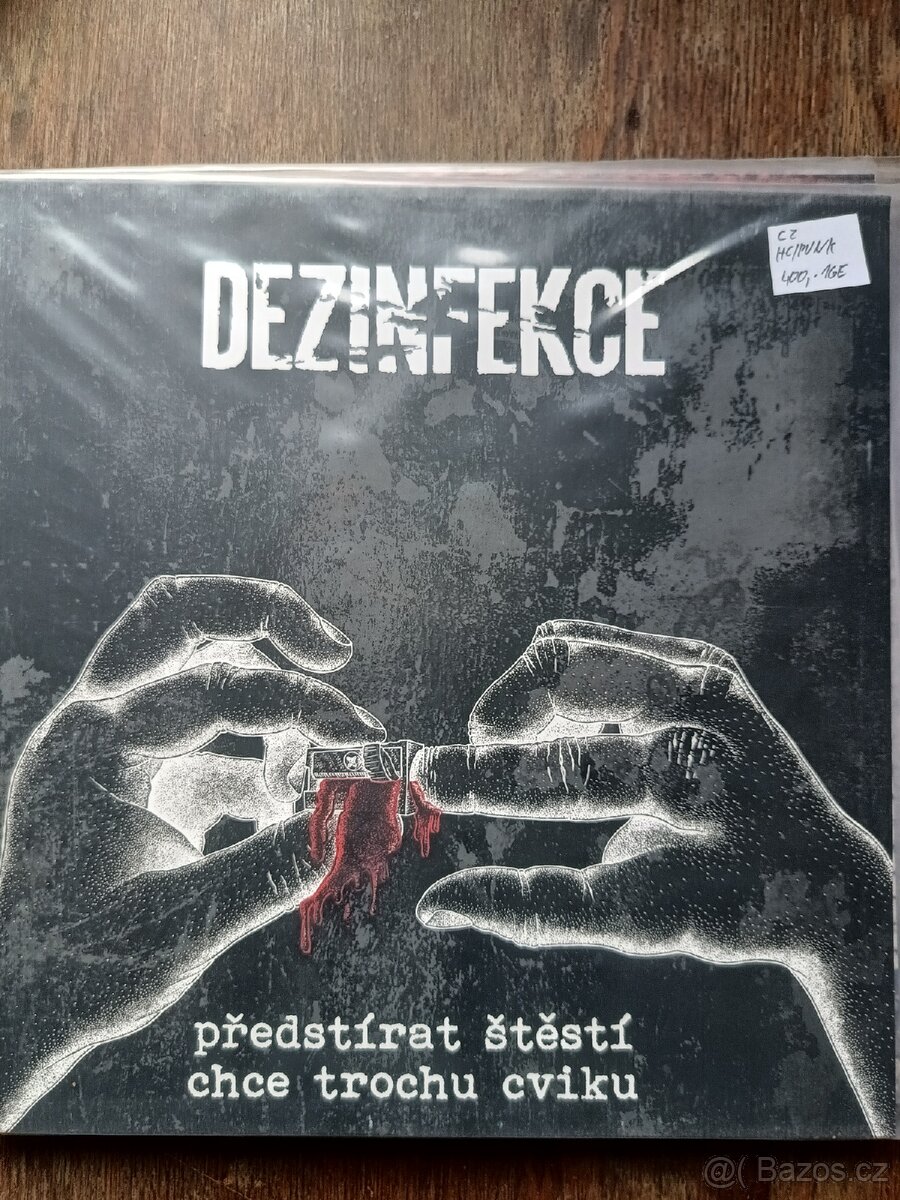 CZ
HC/PUNK
400,-
DEZINFEKCE
předstírat štěstí
chce trochu cviku
@( Bazos.cz